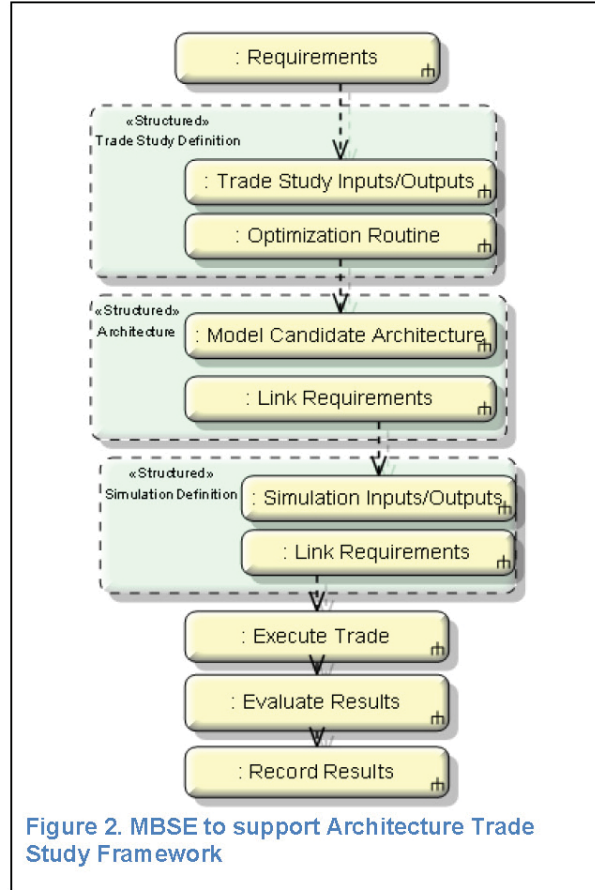 : Requirements
«Structured»
Trade Study Definition
: Trade Study Inputs/Outputs
: Optimization Routine
«Structured»
Architecture
: Model Candidate Architecture
: Link Requirements
«Structured»
Simulation Definition
: Simulation Inputs/Outputs
: Link Requirements
: Execute Trade
: Evaluate Results
: Record Results
Figure 2. MBSE to support Architecture Trade
Study Framework